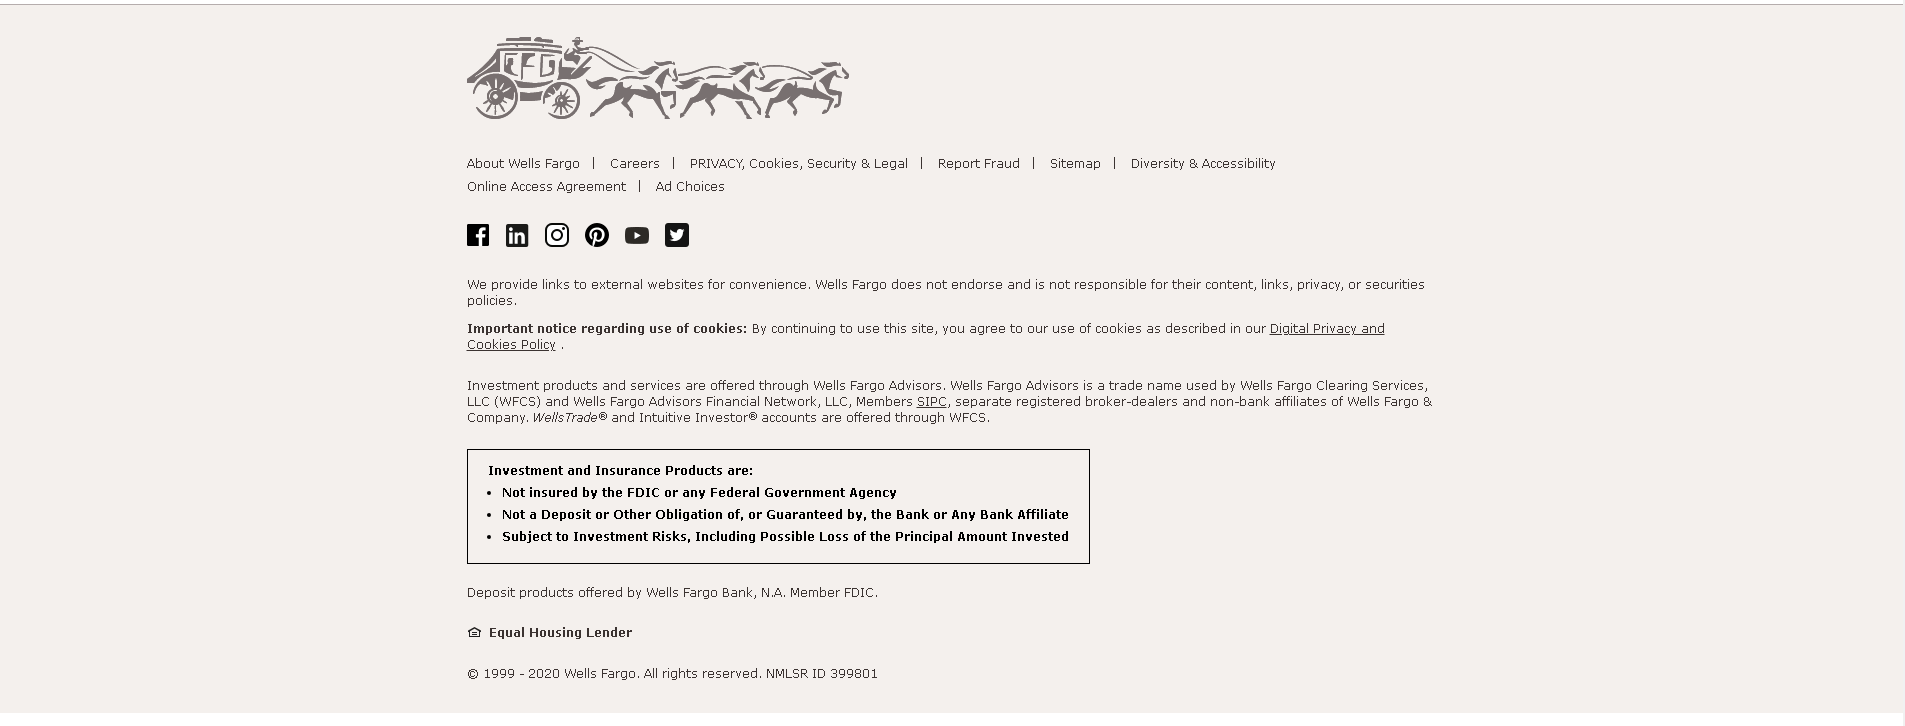 About Wells Fargo | Careers | PRIVACY, Cookies, Security & Legal | Report Fraud | Sitemap | Diversity & Accessibility
Online Access Agreement | Ad Choices
We provide links to external websites for convenience. Wells Fargo does not endorse and is not responsible for their content, links, privacy, or securities
policies.
Important notice regarding use of cookies: By continuing to use this site, you agree to our use of cookies as described in our Digital Privacy and
Cookies Policy .
Investment products and services are offered through Wells Fargo Advisors. Wells Fargo Advisors is a trade name used by Wells Fargo Clearing Services,
LLC (WFCS) and Wells Fargo Advisors Financial Network, LLC, Members SIPC, separate registered broker-dealers and non-bank affiliates of Wells Fargo &
Company. WellsTrade® and Intuitive Investor® accounts are offered through WFCS.
Investment and Insurance Products are:
• Not insured by the FDIC or any Federal Government Agency
• Not a Deposit or Other Obligation of, or Guaranteed by, the Bank or Any Bank Affiliate
• Subject to Investment Risks, Including Possible Loss of the Principal Amount Invested
Deposit products offered by Wells Fargo Bank, N.A. Member FDIC.
Equal Housing Lender
© 1999 - 2020 Wells Fargo. All rights reserved. NMLSR ID 399801